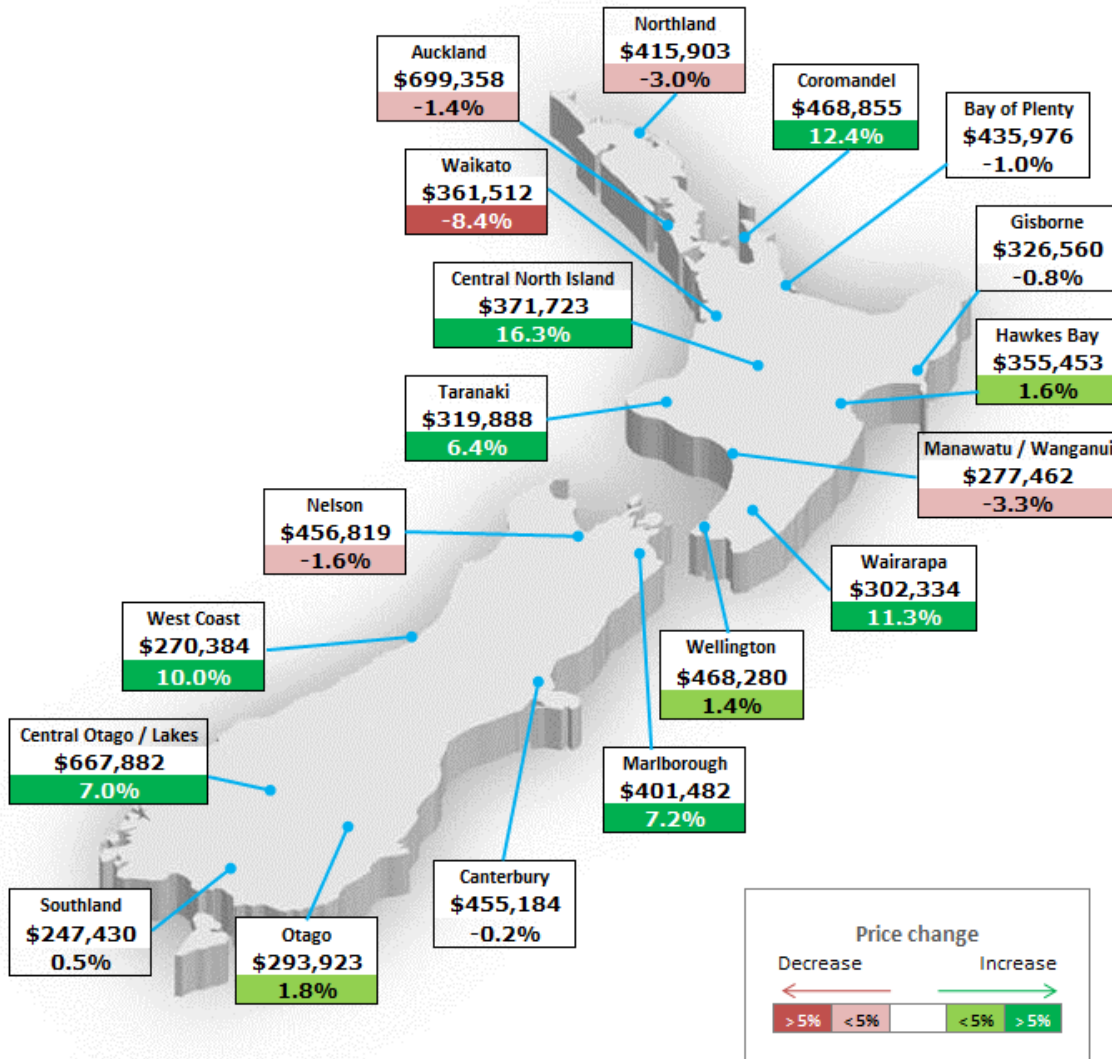 Northland
$415,903
-3.0%
Auckland
$699,358
-1.4%
Coromandel
$468,855
12.4%
Bay of Plenty
$435,976
-1.0%
Waikato
$361,512
-8.4%
Gisborne
$326,560
-0.8%
Central North Island
$371,723
16.3%
Hawkes Bay
$355,453
1.6%
Taranaki
$319,888
6.4%
Manawatu / Wanganui
$277,462
-3.3%
Nelson
$456,819
-1.6%
Wairarapa
$302,334
11.3%
West Coast
$270,384
10.0%
Wellington
$468,280
1.4%
Central Otago / Lakes
$667,882
7.0%
Marlborough
$401,482
7.2%
Canterbury
$455,184
-0.2%
Southland
$247,430
0.5%
Otago
$293,923
1.8%
Price change
Decrease Increase
> 5% < 5% < 5% > 5%